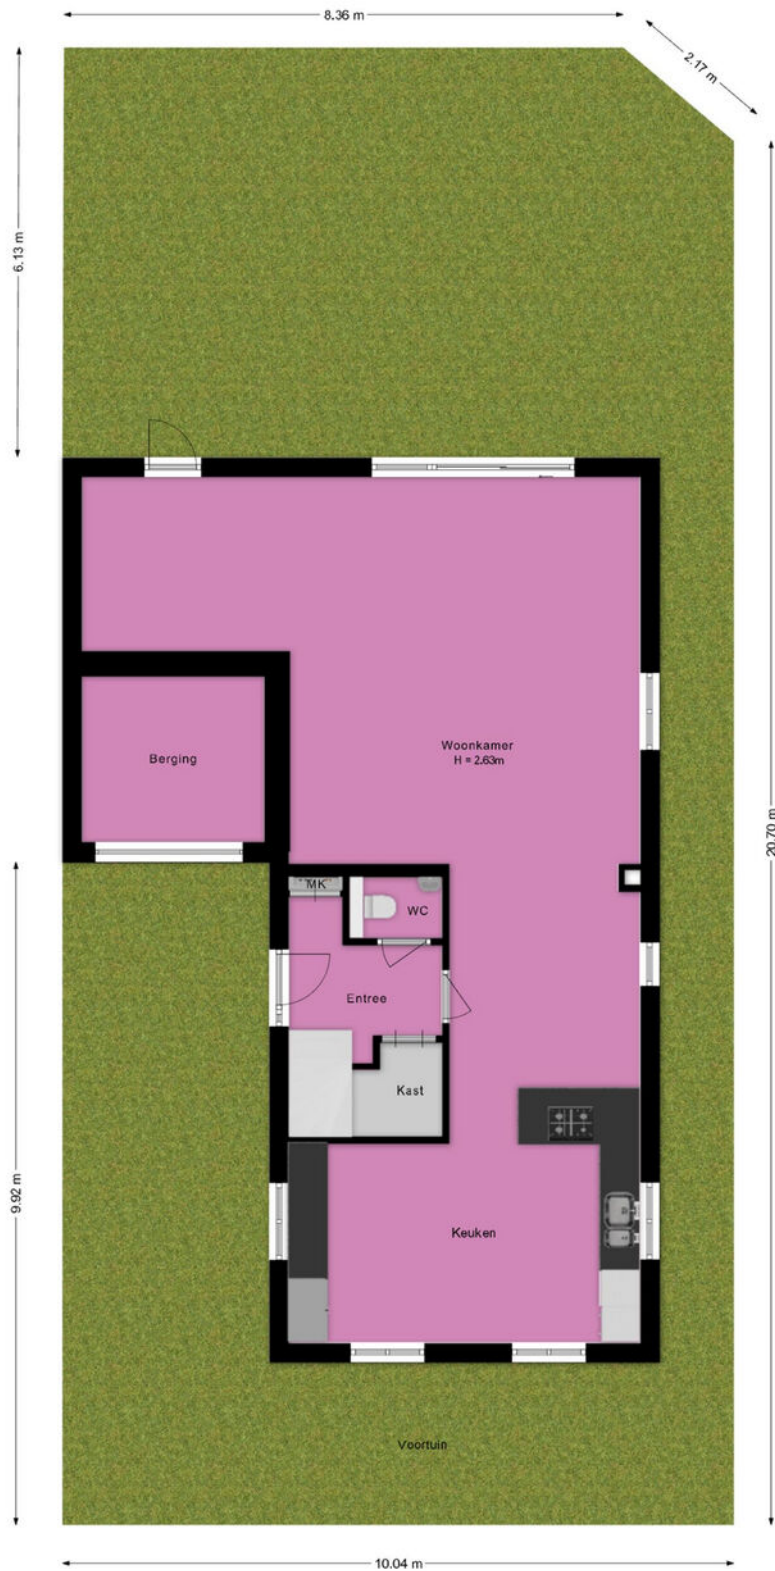 8.36 m
2.17 m
6.13 m
Berging
Woonkamer
H = 2.63m
20.70 m
MK
WC
Entree
Kast
9.92 m
Keuken
Voortuin
10.04 m